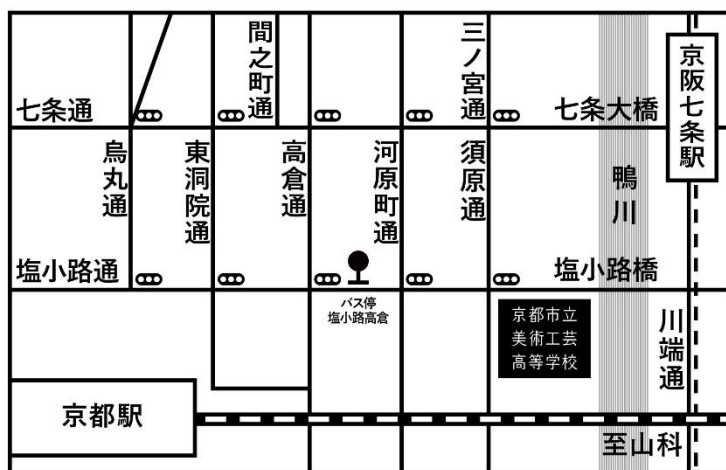 間之町通
三ノ宮通
京阪七条駅
七条通
七条大橋
烏丸通
東洞院通
高倉通
河原町通
須原通
鴨川
塩小路通
塩小路橋
バス停
塩小路高倉
京都市立
美術工芸
高等学校
川端通
京都駅
至山科